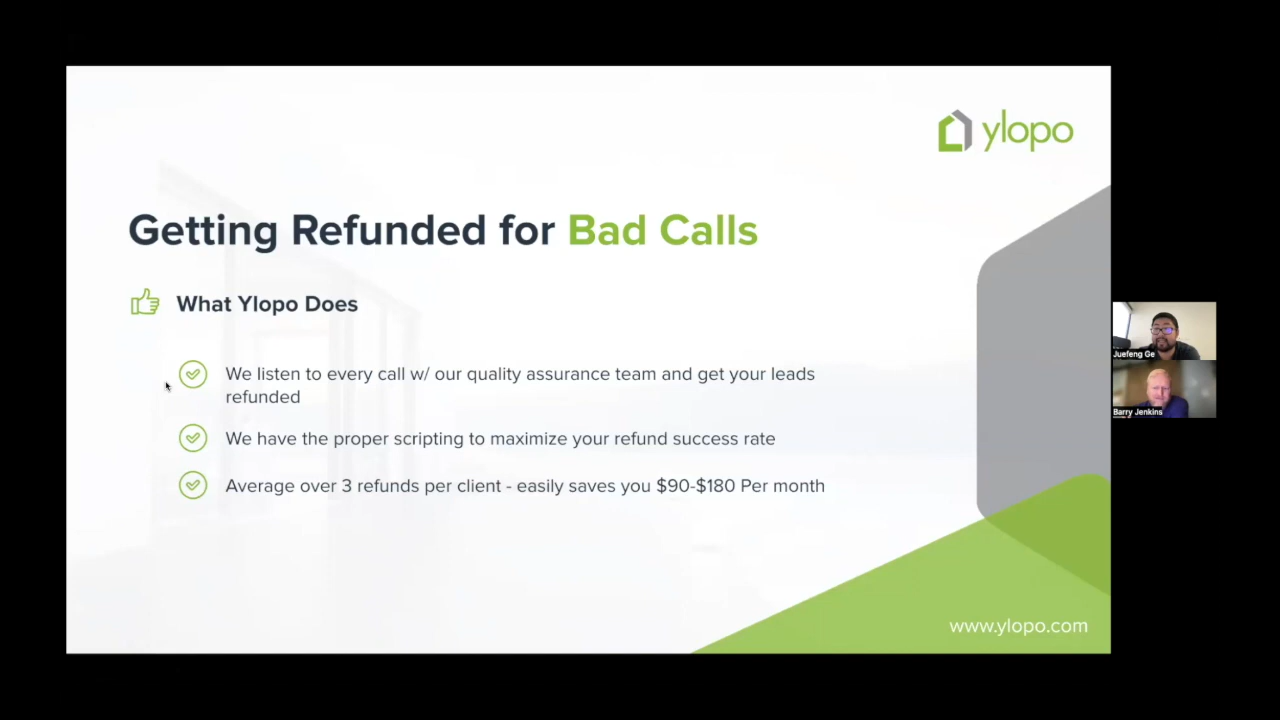 ylopo
Getting Refunded for Bad Calls
What Ylopo Does
We listen to every call w/ our quality assurance team and get your leads
refunded
We have the proper scripting to maximize your refund success rate
Average over 3 refunds per client - easily saves you $90-$180 Per month
Juefeng Ge
Barry Jenkins
www.ylopo.com